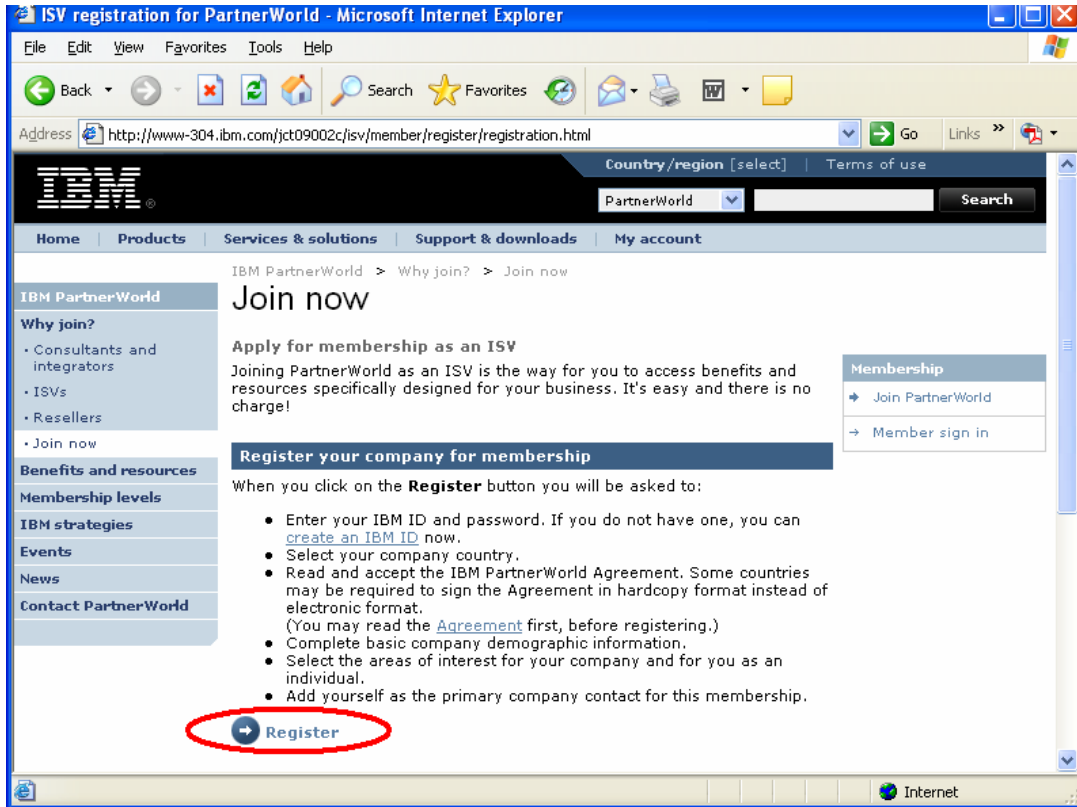 ISV registration for PartnerWorld - Microsoft Internet Explorer
File Edit View Favorites Tools Help
Back Search Favorites
Address http://www-304.ibm.com/jct09002c/isv/member/register/registration.html Go Links »
Country/region [select] | Terms of use
IBM®
PartnerWorld Search
Home | Products | Services & solutions | Support & downloads | My account
IBM PartnerWorld > Why join? > Join now
Join now
IBM PartnerWorld
Why join?
· Consultants and
integrators
· ISVs
· Resellers
· Join now
Benefits and resources
Membership levels
IBM strategies
Events
News
Contact PartnerWorld
Apply for membership as an ISV
Joining PartnerWorld as an ISV is the way for you to access benefits and
resources specifically designed for your business. It's easy and there is no
charge!
Register your company for membership
When you click on the Register button you will be asked to:
● Enter your IBM ID and password. If you do not have one, you can
create an IBM ID now.
● Select your company country.
● Read and accept the IBM PartnerWorld Agreement. Some countries
may be required to sign the Agreement in hardcopy format instead of
electronic format.
(You may read the Agreement first, before registering.)
● Complete basic company demographic information.
● Select the areas of interest for your company and for you as an
individual.
● Add yourself as the primary company contact for this membership.
Register
Membership
Join PartnerWorld
Member sign in
Internet